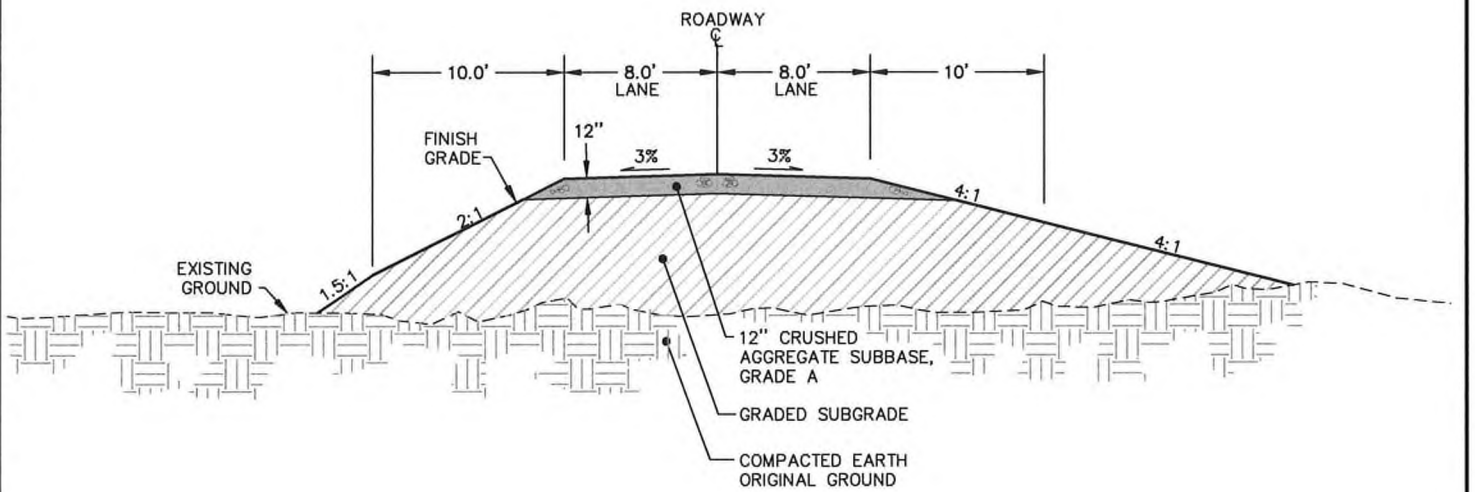 ROADWAY
℄
10.0' 8.0' 8.0' 10'
LANE LANE
12"
FINISH
GRADE
3% 3%
2:1
4:1
4:1
EXISTING
GROUND
1.5:1
12" CRUSHED
AGGREGATE SUBBASE,
GRADE A
GRADED SUBGRADE
COMPACTED EARTH
ORIGINAL GROUND